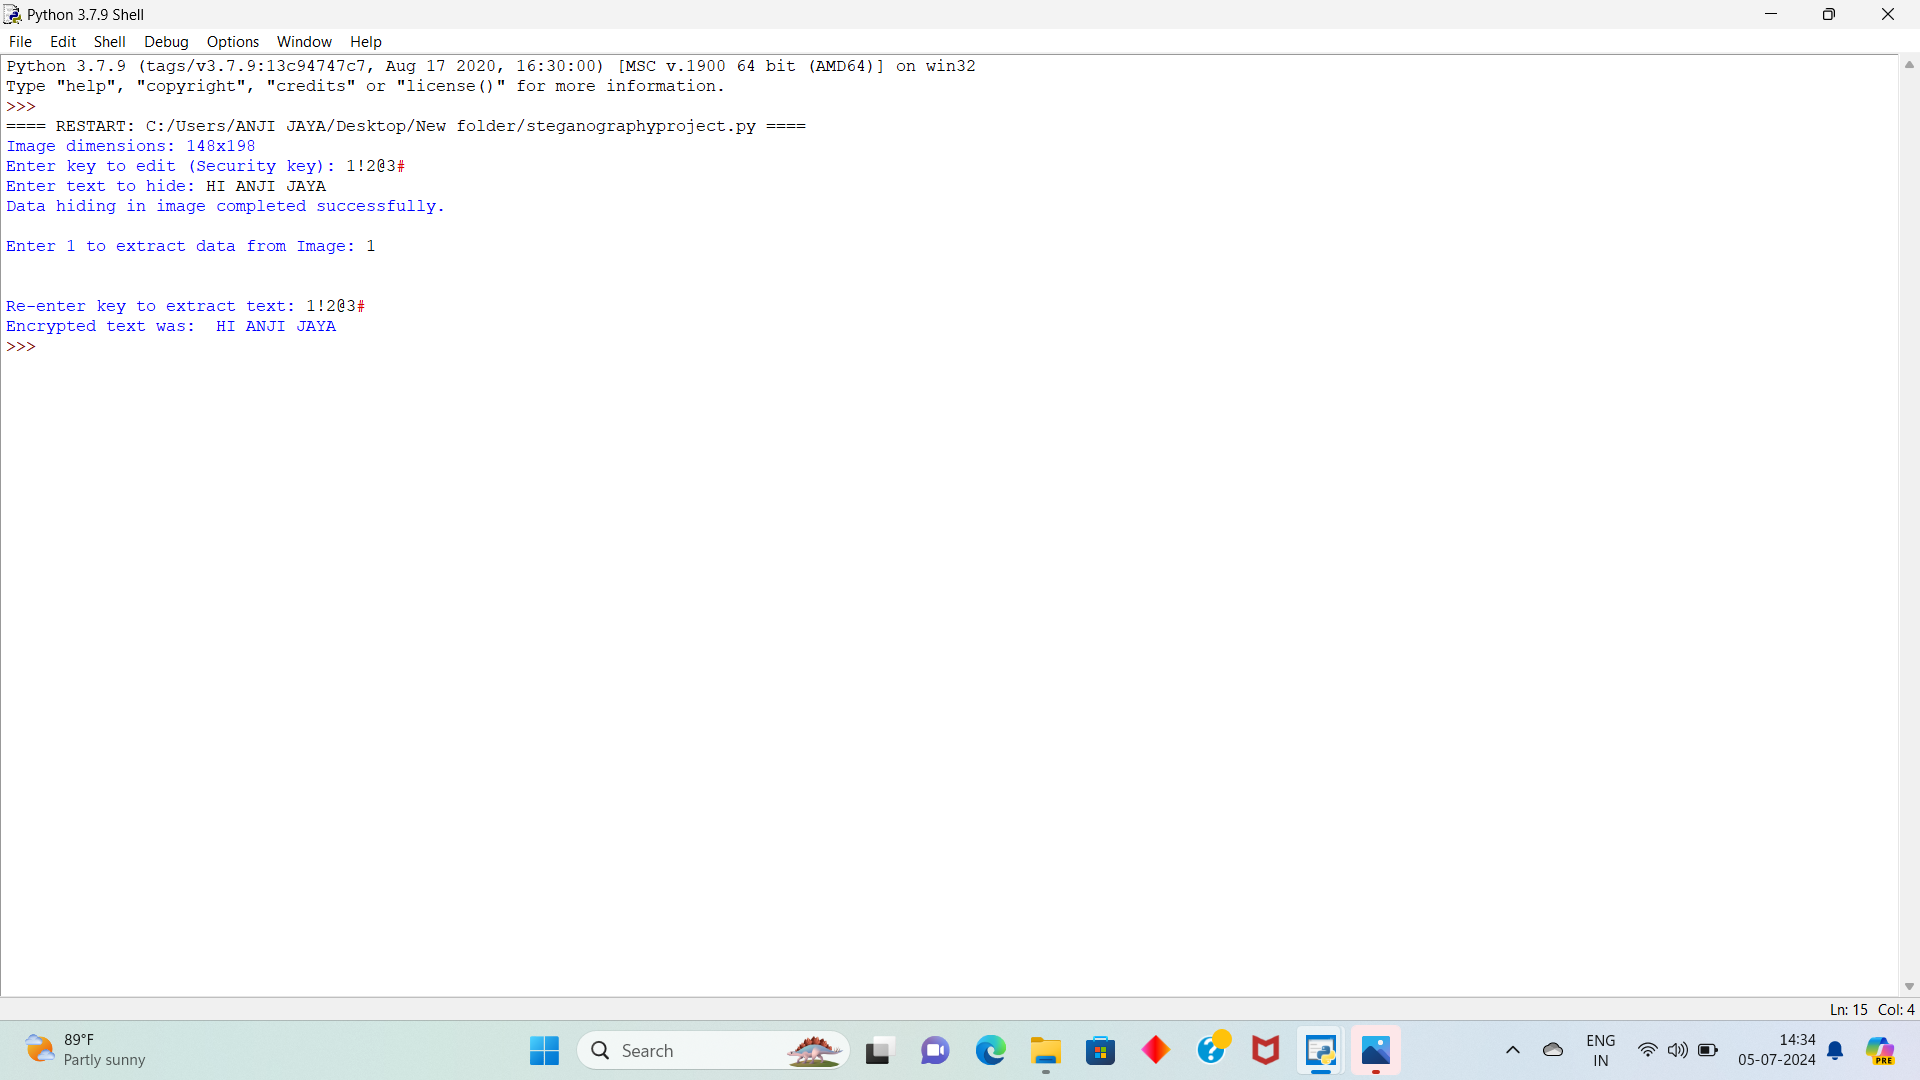 Python 3.7.9 Shell
File Edit Shell Debug Options Window Help
Python 3.7.9 (tags/v3.7.9:13c94747c7, Aug 17 2020, 16:30:00) [MSC v.1900 64 bit (AMD64)] on win32
Type "help", "copyright", "credits" or "license()" for more information.
>>>
==== RESTART: C:/Users/ANJI JAYA/Desktop/New folder/steganographyproject.py ====
Image dimensions: 148x198
Enter key to edit (Security key): 1!2@3#
Enter text to hide: HI ANJI JAYA
Data hiding in image completed successfully.
Enter 1 to extract data from Image: 1
Re-enter key to extract text: 1!2@3#
Encrypted text was:  HI ANJI JAYA
>>>
Ln: 15 Col: 4
89°F
Partly sunny
Search
ENG
IN
14:34
05-07-2024
PRE